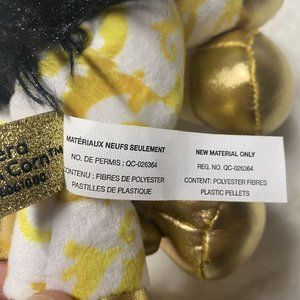 MATÉRIAUX NEUFS SEULEMENT
NO. DE PERMIS : QC-026364
CONTENU : FIBRES DE POLYESTER
PASTILLES DE PLASTIQUE
NEW MATERIAL ONLY
REG. NO. QC-026364
CONTENT: POLYESTER FIBRES
PLASTIC PELLETS